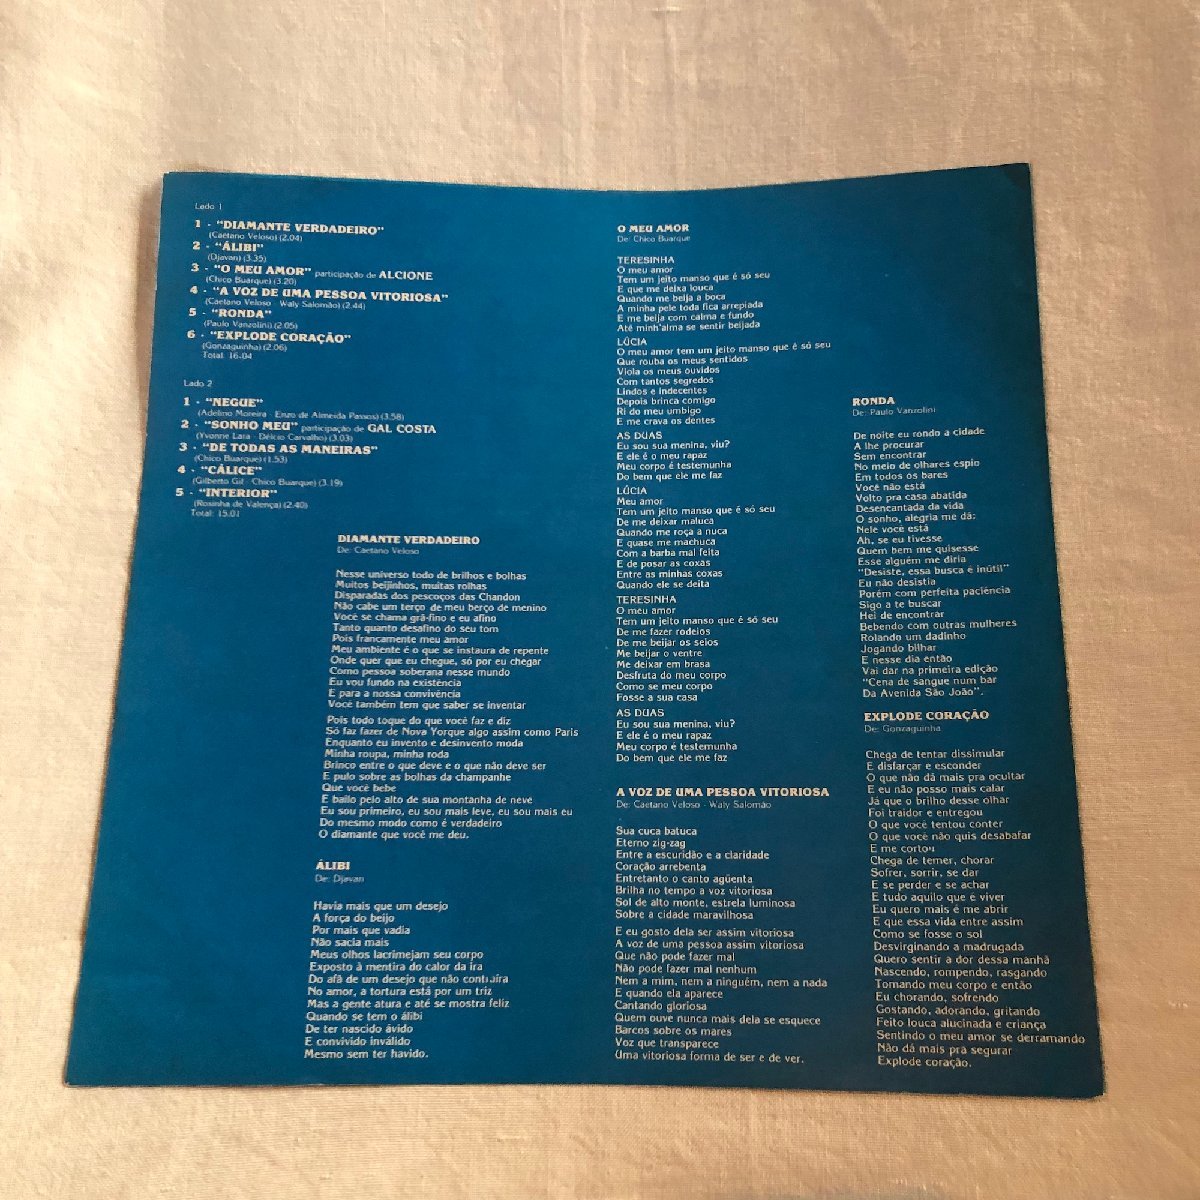 Lado 1
1 - "DIAMANTE VERDADEIRO"
(Caetano Veloso) (2.04)
2 - "ÁLIBI"
(Djavan) (3.35)
3 - "O MEU AMOR" participação de ALCIONE
(Chico Buarque) (3.20)
4 - "A VOZ DE UMA PESSOA VITORIOSA"
(Caetano Veloso - Waly Salomão) (2.44)
5 - "RONDA"
(Paulo Vanzolini) (2.05)
6 - "EXPLODE CORAÇÃO"
(Gonzaguinha) (2.06)
Total: 16.04
Lado 2
1 - "NEGUE"
(Adelino Moreira - Enzo de Almeida Passos) (3.58)
2 - "SONHO MEU" participação de GAL COSTA
(Yvonne Lara - Délcio Carvalho) (3.03)
3 - "DE TODAS AS MANEIRAS"
(Chico Buarque) (1.53)
4 - "CÁLICE"
(Gilberto Gil - Chico Buarque) (3.19)
5 - "INTERIOR"
(Rosinha de Valença) (2.40)
Total: 15.01
DIAMANTE VERDADEIRO
De: Caetano Veloso
Nesse universo todo de brilhos e bolhas
Muitos beijinhos, muitas rolhas
Disparadas dos pescoços das Chandon
Não cabe um terço de meu berço de menino
Você se chama grã-fino e eu afino
Tanto quanto desafino do seu tom
Pois francamente meu amor
Meu ambiente é o que se instaura de repente
Onde quer que eu chegue, só por eu chegar
Como pessoa soberana nesse mundo
Eu vou fundo na existência
E para a nossa convivência
Você também tem que saber se inventar
Pois todo toque do que você faz e diz
Só faz fazer de Nova Yorque algo assim como Paris
Enquanto eu invento e desinvento moda
Minha roupa, minha roda
Brinco entre o que deve e o que não deve ser
E pulo sobre as bolhas da champanhe
Que você bebe
E bailo pelo alto de sua montanha de neve
Eu sou primeiro, eu sou mais leve, eu sou mais eu
Do mesmo modo como é verdadeiro
O diamante que você me deu.
ÁLIBI
De: Djavan
Havia mais que um desejo
A força do beijo
Por mais que vadia
Não sacia mais
Meus olhos lacrimejam seu corpo
Exposto à mentira do calor da ira
Do afã de um desejo que não contraíra
No amor, a tortura está por um triz
Mas a gente atura e até se mostra feliz
Quando se tem o álibi
De ter nascido ávido
E convivido inválido
Mesmo sem ter havido.
O MEU AMOR
De: Chico Buarque
TERESINHA
O meu amor
Tem um jeito manso que é só seu
E que me deixa louca
Quando me beija a boca
A minha pele toda fica arrepiada
E me beija com calma e fundo
Até minh'alma se sentir beijada
LÚCIA
O meu amor tem um jeito manso que é só seu
Que rouba os meus sentidos
Viola os meus ouvidos
Com tantos segredos
Lindos e indecentes
Depois brinca comigo
Ri do meu umbigo
E me crava os dentes
AS DUAS
Eu sou sua menina, viu?
E ele é o meu rapaz
Meu corpo é testemunha
Do bem que ele me faz
LÚCIA
Meu amor
Tem um jeito manso que é só seu
De me deixar maluca
Quando me roça a nuca
E quase me machuca
Com a barba mal feita
E de posar as coxas
Entre as minhas coxas
Quando ele se deita
TERESINHA
O meu amor
Tem um jeito manso que é só seu
De me fazer rodeios
De me beijar os seios
Me beijar o ventre
Me deixar em brasa
Desfruta do meu corpo
Como se meu corpo
Fosse a sua casa
AS DUAS
Eu sou sua menina, viu?
E ele é o meu rapaz
Meu corpo é testemunha
Do bem que ele me faz
A VOZ DE UMA PESSOA VITORIOSA
De: Caetano Veloso - Waly Salomão
Sua cuca batuca
Eterno zig-zag
Entre a escuridão e a claridade
Coração arrebenta
Entretanto o canto agüenta
Brilha no tempo a voz vitoriosa
Sol de alto monte, estrela luminosa
Sobre a cidade maravilhosa
E eu gosto dela ser assim vitoriosa
A voz de uma pessoa assim vitoriosa
Que não pode fazer mal
Não pode fazer mal nenhum
Nem a mim, nem a ninguém, nem a nada
E quando ela aparece
Cantando gloriosa
Quem ouve nunca mais dela se esquece
Barcos sobre os mares
Voz que transparece
Uma vitoriosa forma de ser e de ver.
RONDA
De: Paulo Vanzolini
De noite eu rondo a cidade
A lhe procurar
Sem encontrar
No meio de olhares espio
Em todos os bares
Você não está
Volto pra casa abatida
Desencantada da vida
O sonho, alegria me dá:
Nele você está
Ah, se eu tivesse
Quem bem me quisesse
Esse alguém me diria
"Desiste, essa busca é inútil"
Eu não desistia
Porém com perfeita paciência
Sigo a te buscar
Hei de encontrar
Bebendo com outras mulheres
Rolando um dadinho
Jogando bilhar
E nesse dia então
Vai dar na primeira edição
"Cena de sangue num bar
Da Avenida São João".
EXPLODE CORAÇÃO
De: Gonzaguinha
Chega de tentar dissimular
E disfarçar e esconder
O que não dá mais pra ocultar
E eu não posso mais calar
Já que o brilho desse olhar
Foi traidor e entregou
O que você tentou conter
O que você não quis desabafar
E me cortou
Chega de temer, chorar
Sofrer, sorrir, se dar
E se perder e se achar
E tudo aquilo que é viver
Eu quero mais é me abrir
E que essa vida entre assim
Como se fosse o sol
Desvirginando a madrugada
Quero sentir a dor dessa manhã
Nascendo, rompendo, rasgando
Tomando meu corpo e então
Eu chorando, sofrendo
Gostando, adorando, gritando
Feito louca alucinada e criança
Sentindo o meu amor se derramando
Não dá mais prá segurar
Explode coração.